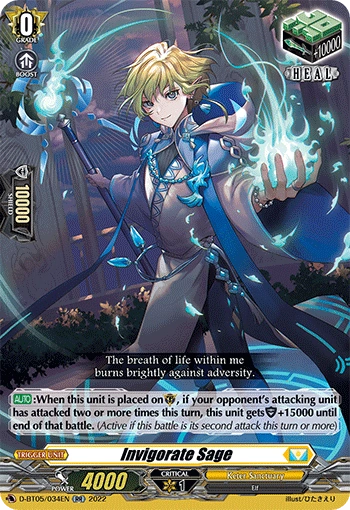 0
GRADE
+10000
BOOST
HEAL
10000
SHIELD
The breath of life within me
burns brightly against adversity.
AUTO:When this unit is placed on , if your opponent's attacking unit
has attacked two or more times this turn, this unit gets +15000 until
end of that battle. (Active if this battle is its second attack this turn or more)
TRIGGER UNIT
Invigorate Sage
POWER
4000
CRITICAL
1
Keter Sanctuary
Elf
D-BT05/034EN
2022
illust/ひたきえり